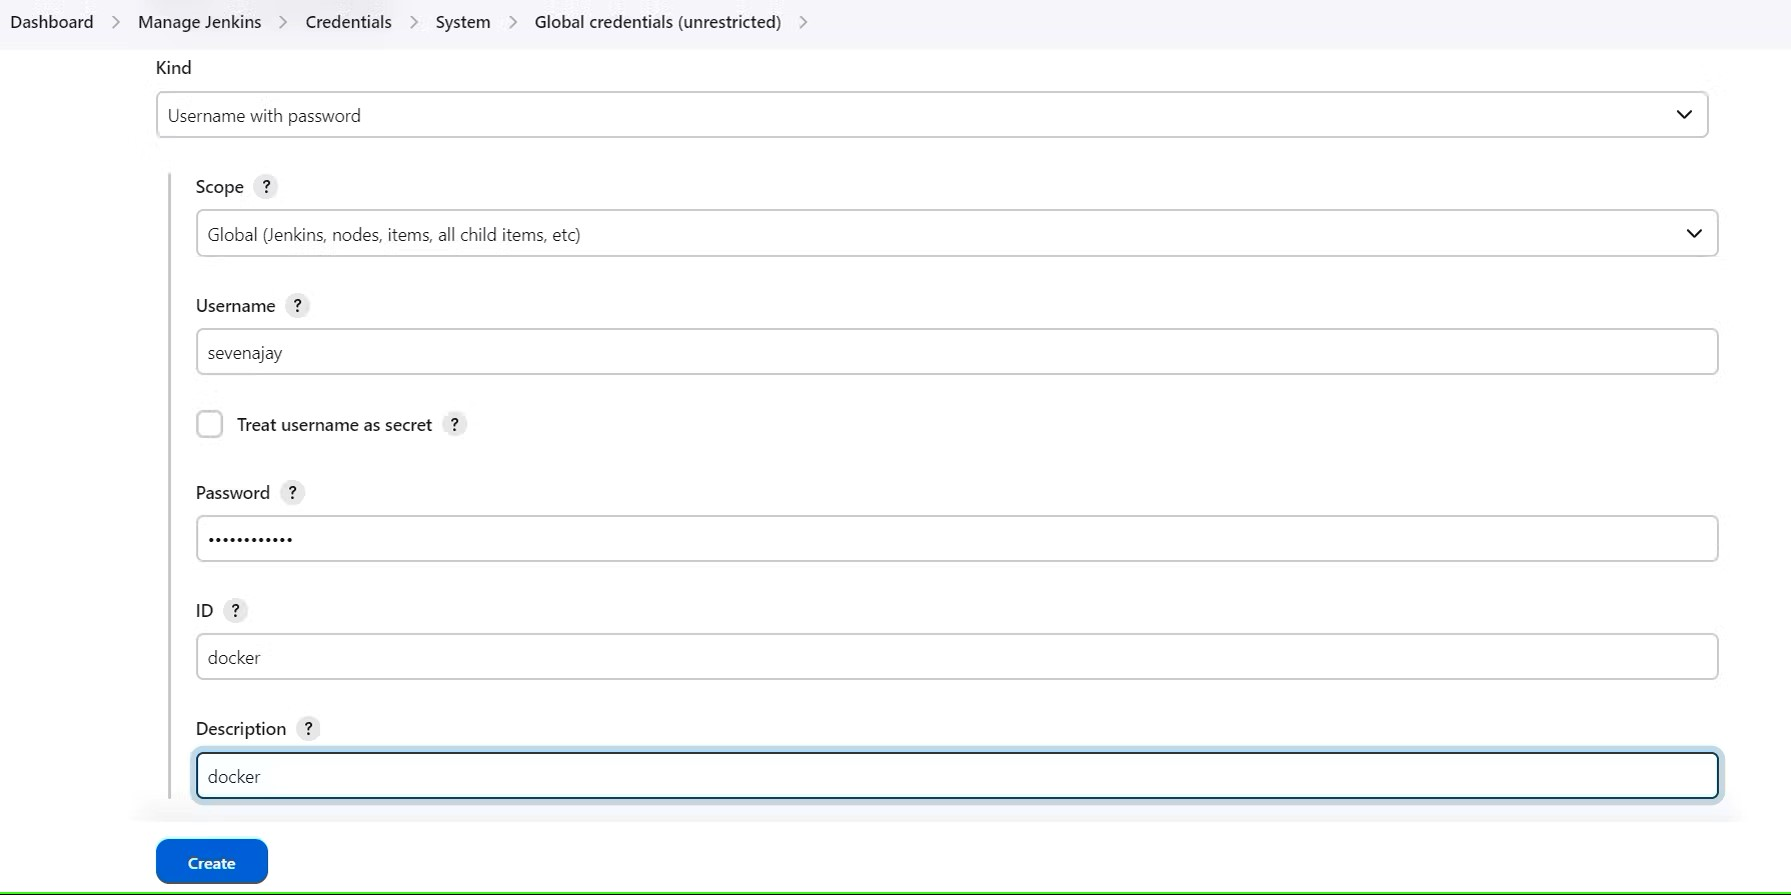 Dashboard > Manage Jenkins > Credentials > System > Global credentials (unrestricted) >
Kind
Username with password
Scope ?
Global (Jenkins, nodes, items, all child items, etc)
Username ?
sevenajay
Treat username as secret ?
Password ?
••••••••••••
ID ?
docker
Description ?
docker
Create